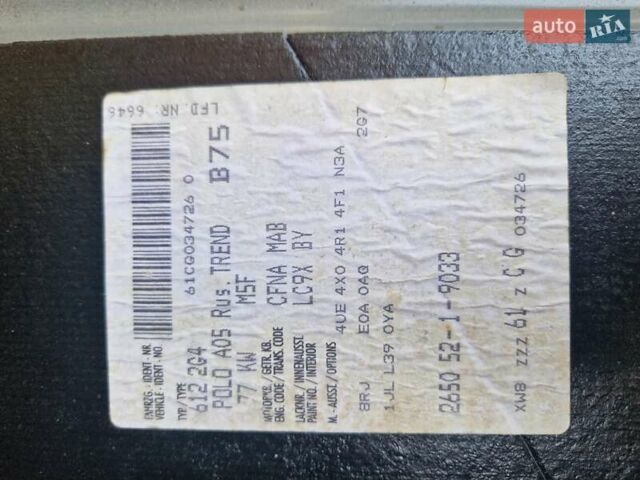 auto RIA
LFD. NR: 6646
FAHRZG.-IDENT-NR.
VEHICLE-IDENT-NO.
61CG034726 0
TYP/TYPE
612 2G4 B75
POLO A05 Rus. TREND
77 KW M5F
MOTORKB. / GETR.KB.
ENG. CODE / TRANS. CODE
CFNA MAB
LACKNR. / INNENAUSST.
PAINT NO. / INTERIOR
LC9X BY
M.-AUSST. / OPTIONS
4UE 4X0 4R1 4F1 N3A 2G7
8RJ E0A 0A0
1JL L39 0YA
2650 52-1-9033
XW8 ZZZ 61 Z C G 034726